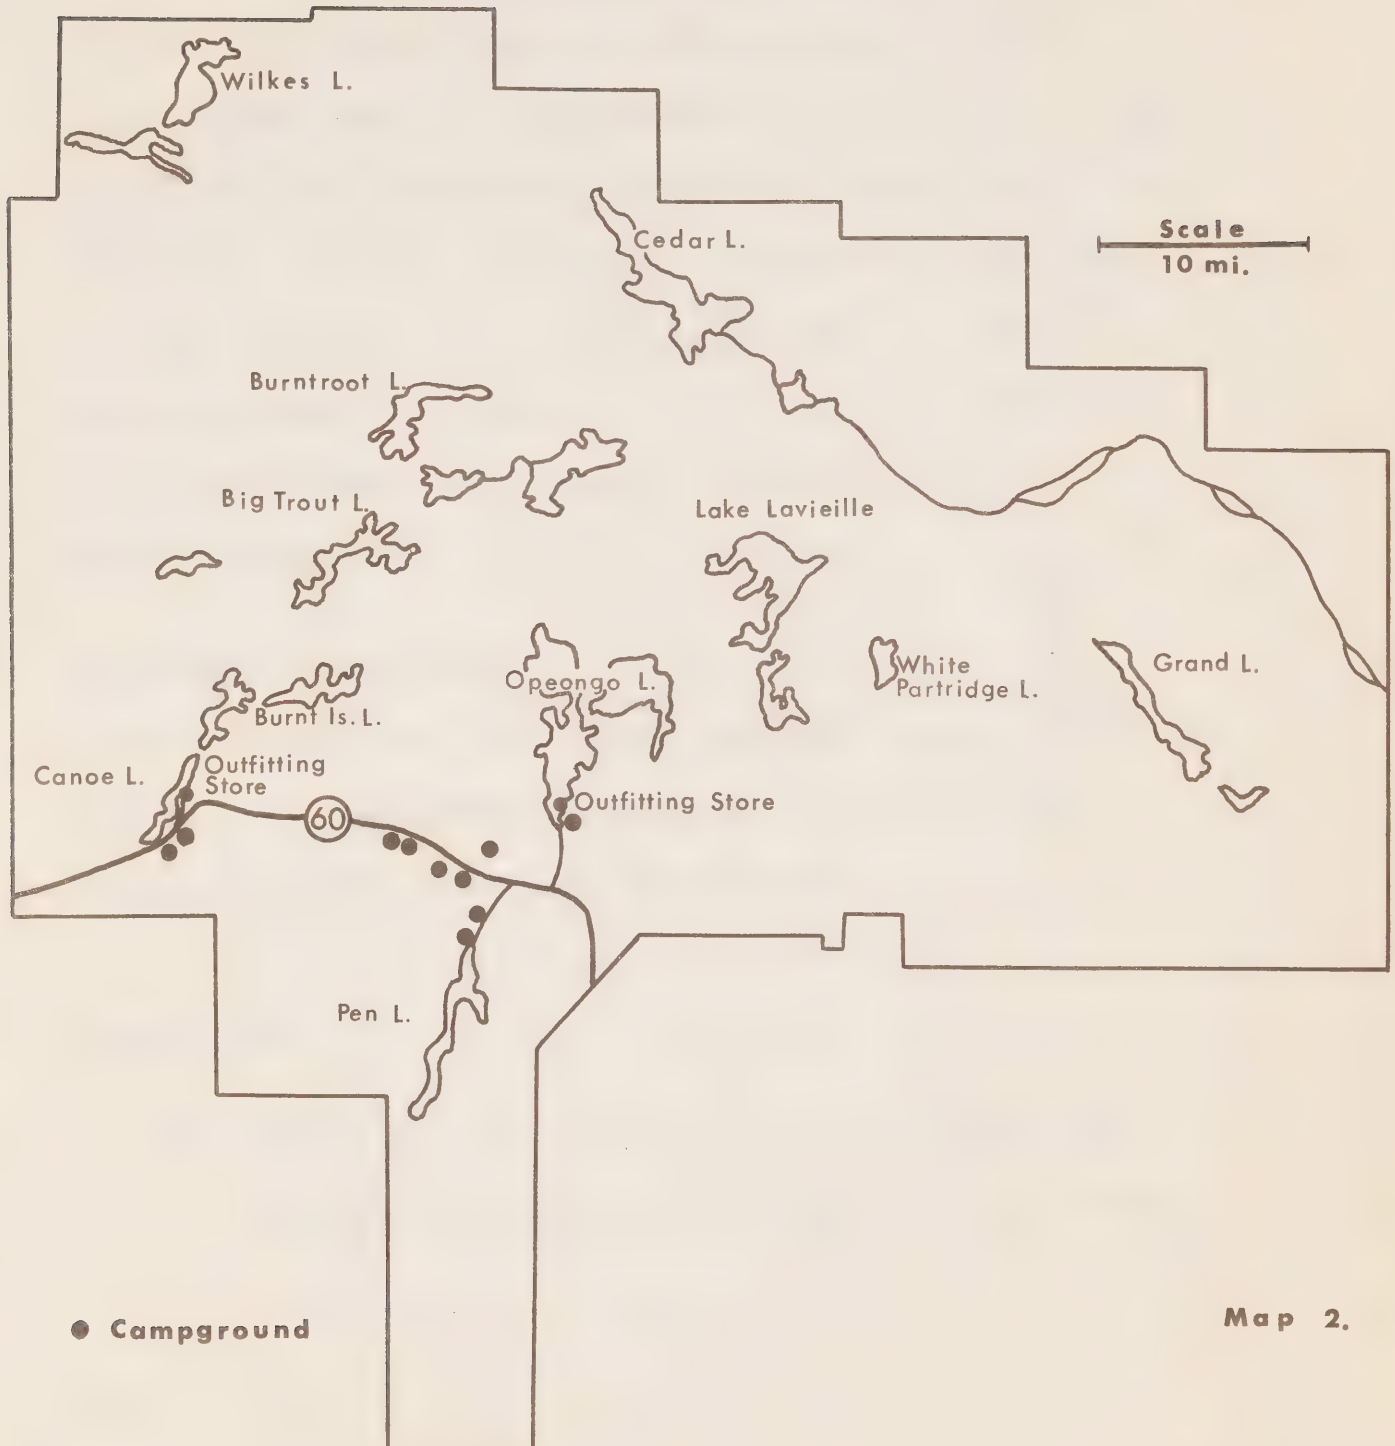 Wilkes L.
Cedar L.
Scale
10 mi.
Burntroot L.
Big Trout L.
Lake Lavieille
Opeongo L.
White
Partridge L.
Grand L.
Burnt Is. L.
Canoe L.
Outfitting
Store
60
Outfitting Store
Pen L.
Campground
Map 2.